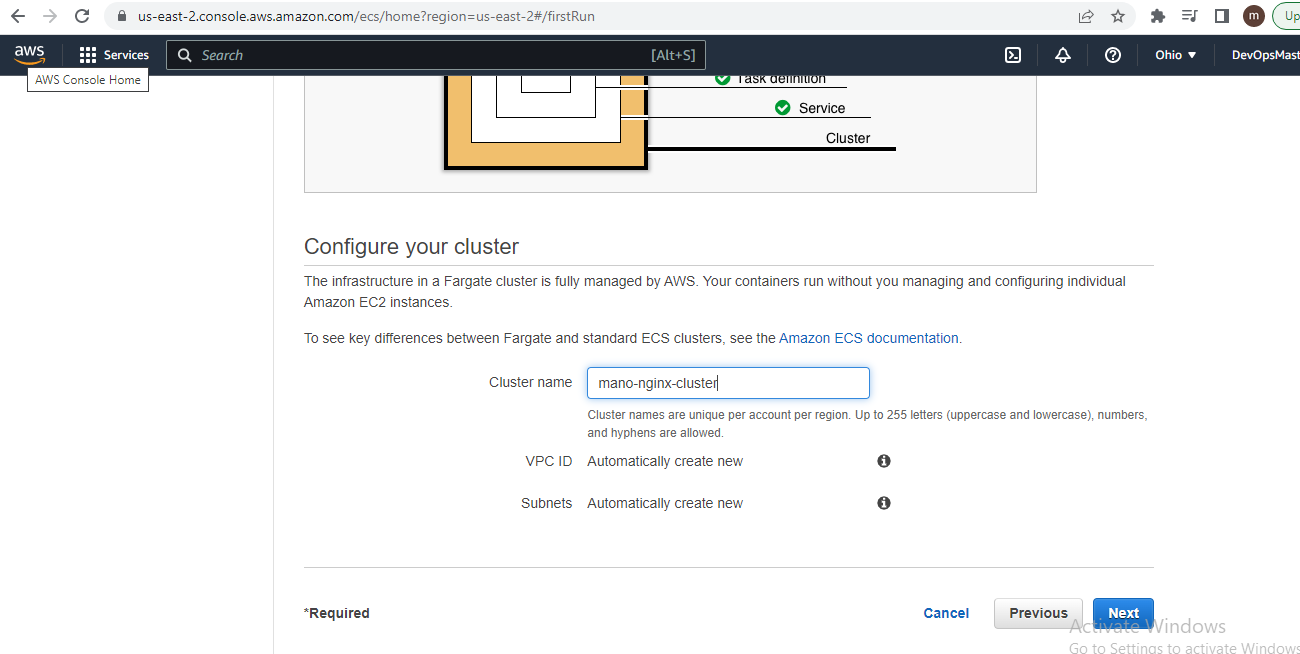 us-east-2.console.aws.amazon.com/ecs/home?region=us-east-2#/firstRun
m
Up
aws
Services
Search
[Alt+S]
Ohio
DevOpsMast
AWS Console Home
Task definition
Service
Cluster
Configure your cluster
The infrastructure in a Fargate cluster is fully managed by AWS. Your containers run without you managing and configuring individual
Amazon EC2 instances.
To see key differences between Fargate and standard ECS clusters, see the Amazon ECS documentation.
Cluster name
mano-nginx-cluster
Cluster names are unique per account per region. Up to 255 letters (uppercase and lowercase), numbers,
and hyphens are allowed.
VPC ID Automatically create new
Subnets Automatically create new
*Required
Cancel
Previous
Next
Activate Windows
Go to Settings to activate Windows